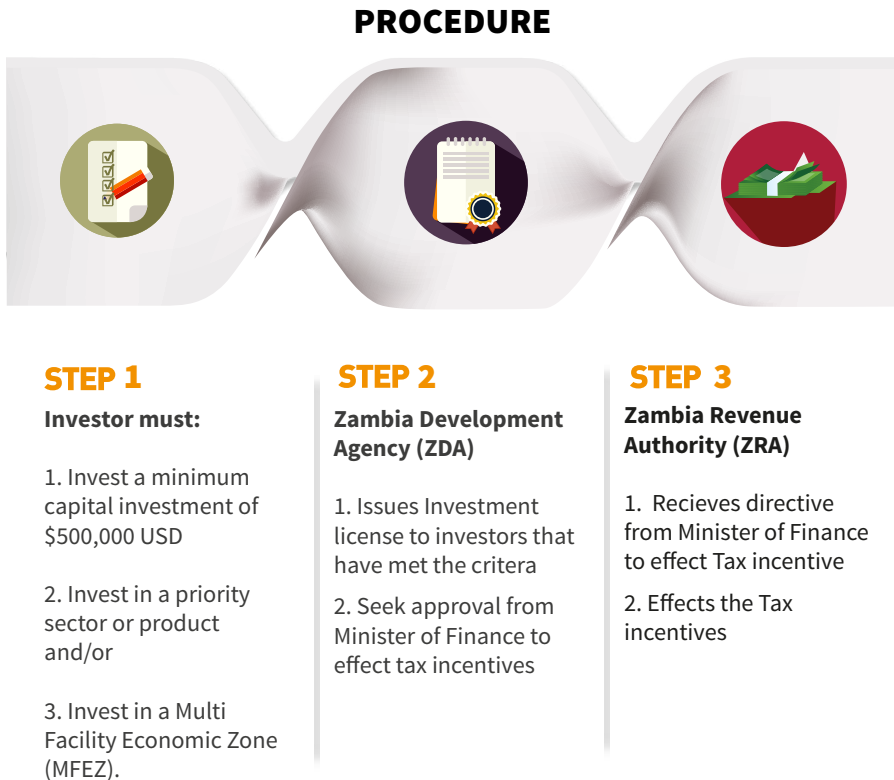 PROCEDURE
STEP 1
Investor must:
1. Invest a minimum
capital investment of
$500,000 USD
2. Invest in a priority
sector or product
and/or
3. Invest in a Multi
Facility Economic Zone
(MFEZ).
STEP 2
Zambia Development
Agency (ZDA)
1. Issues Investment
license to investors that
have met the critera
2. Seek approval from
Minister of Finance to
effect tax incentives
STEP 3
Zambia Revenue
Authority (ZRA)
1. Recieves directive
from Minister of Finance
to effect Tax incentive
2. Effects the Tax
incentives